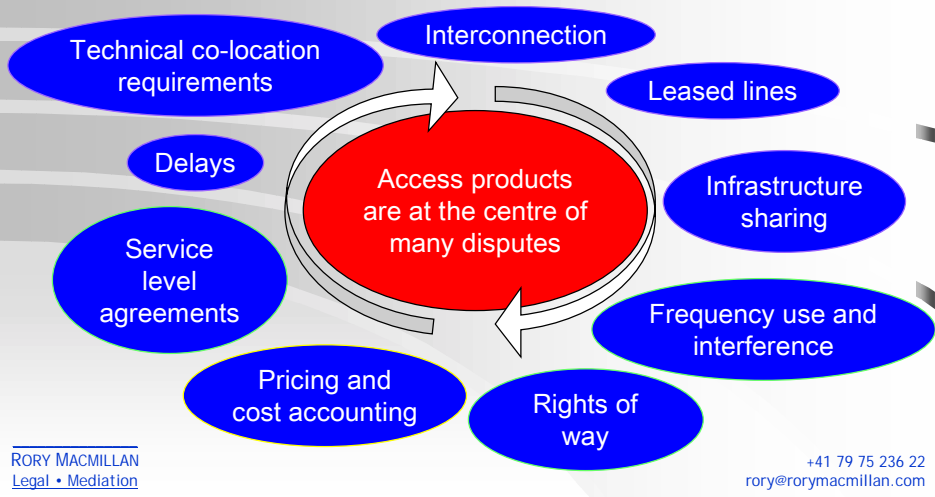 Technical co-location
requirements
Interconnection
Leased lines
Delays
Access products
are at the centre of
many disputes
Infrastructure
sharing
Service
level
agreements
Frequency use and
interference
Pricing and
cost accounting
Rights of
way
RORY MACMILLAN
Legal • Mediation
+41 79 75 236 22
rory@rorymacmillan.com